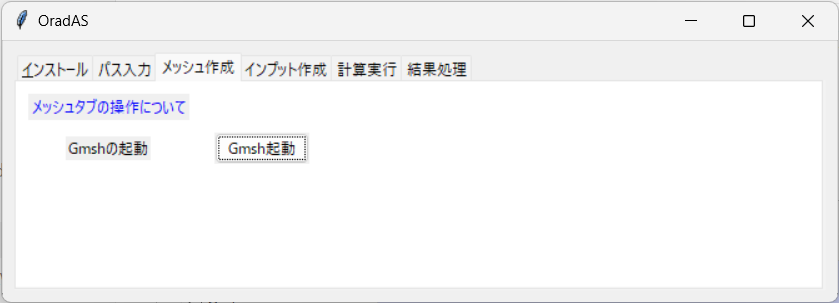 OradAS
インストール パス入力 メッシュ作成 インプット作成 計算実行 結果処理
メッシュタブの操作について
Gmshの起動 Gmsh起動